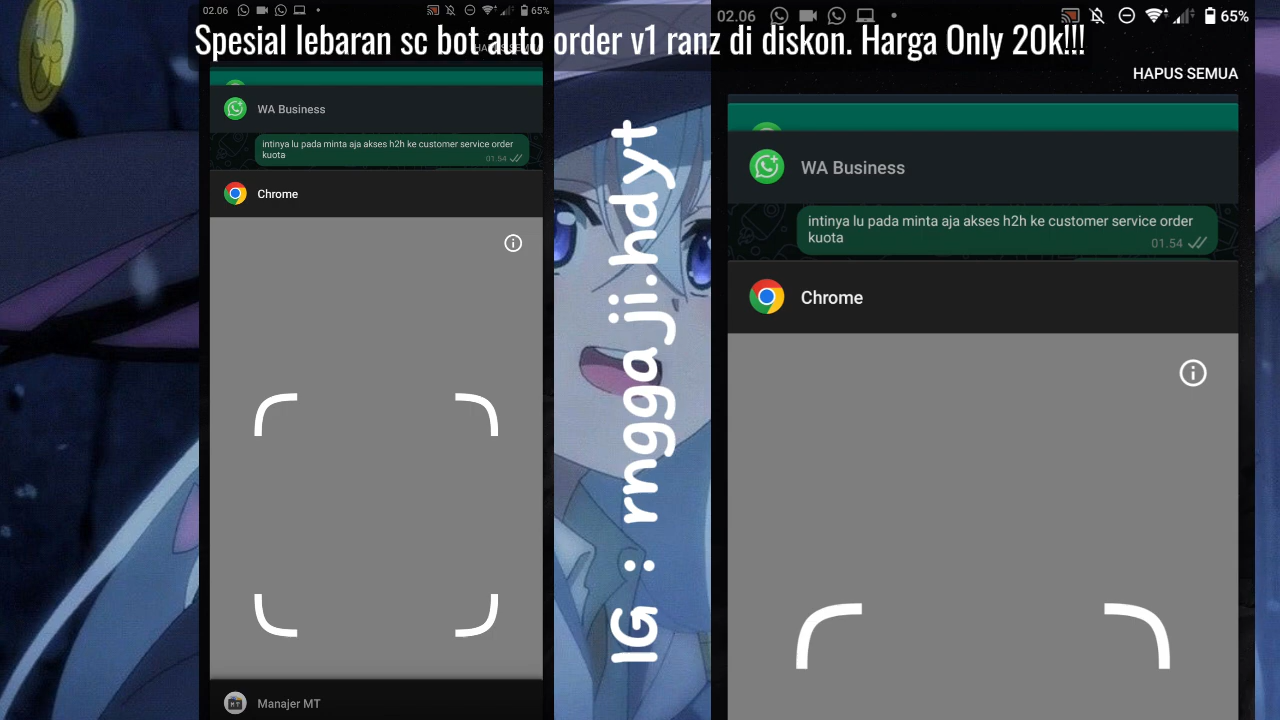 02.06
65%
Spesial lebaran sc bot auto order v1 ranz di diskon. Harga Only 20k!!!
WA Business
intinya lu pada minta aja akses h2h ke customer service order
kuota
01.54
Chrome
Manajer MT
IG : rnggaji.hdyt
02.06
65%
HAPUS SEMUA
WA Business
intinya lu pada minta aja akses h2h ke customer service order
kuota
01.54
Chrome